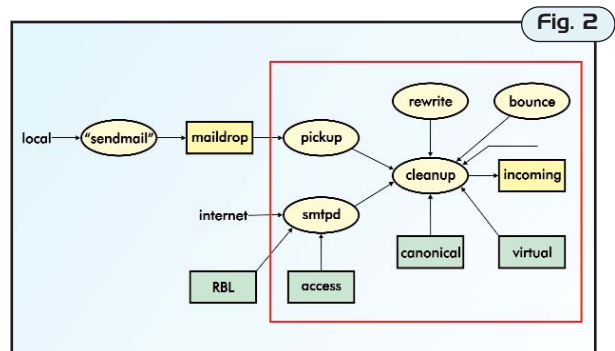 Fig. 2
rewrite
bounce
local
"sendmail"
maildrop
pickup
cleanup
incoming
internet
smtpd
canonical
virtual
RBL
access